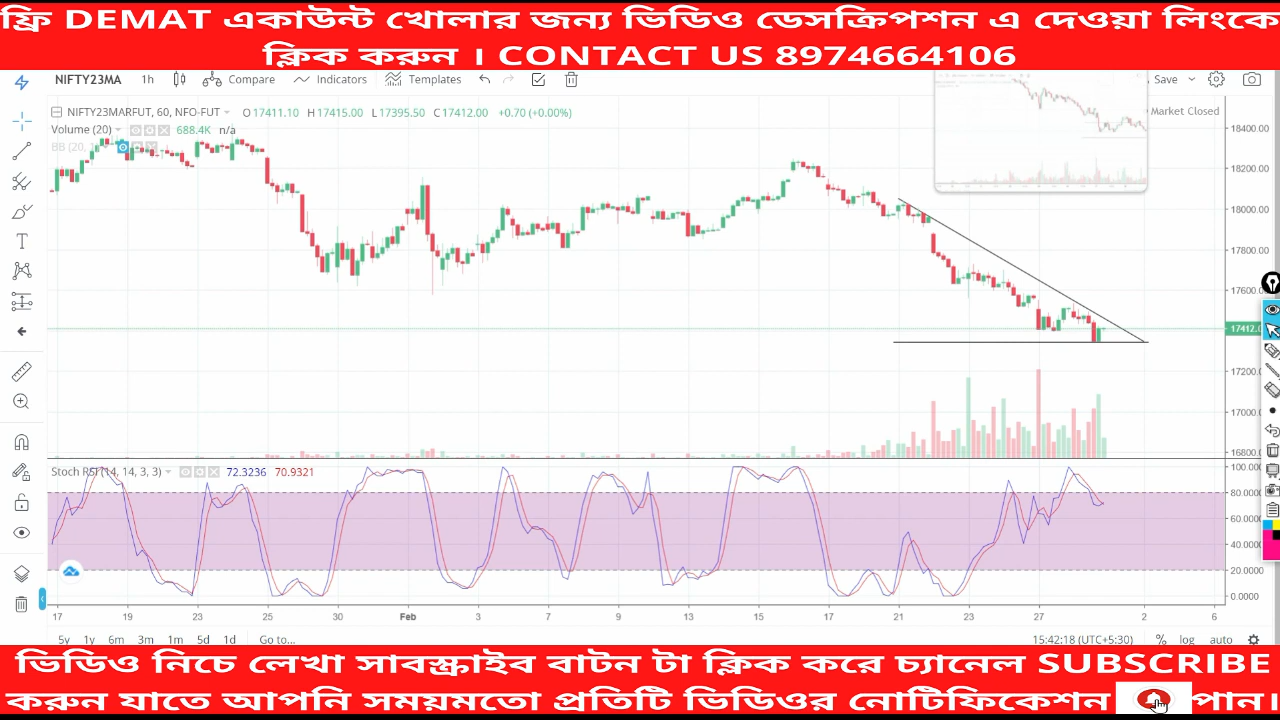 ফ্রি DEMAT একাউন্ট খোলার জন্য ভিডিও ডেসক্রিপশন এ দেওয়া লিংকে
ক্লিক করুন । CONTACT US 8974664106
NIFTY23MA 1h Compare Indicators Templates Save
NIFTY23MARFUT, 60, NFO-FUT O17411.10 H17415.00 L17395.50 C17412.00 +0.70 (+0.00%) Market Closed
Volume (20) 688.4K n/a
BB (20,
18400.00
18200.00
18000.00
17800.00
17600.0
17412.0
17200.00
17000.00
16800.0
Stoch RSI (14, 14, 3, 3) 72.3236 70.9321
100.000
80.0000
60.0000
40.0000
20.0000
0.0000
17 19 23 25 30 Feb 3 7 9 13 15 17 21 23 27 2 6
5y 1y 6m 3m 1m 5d 1d Go to... 15:42:18 (UTC+5:30) % log auto
ভিডিও নিচে লেখা সাবস্ক্রাইব বাটন টা ক্লিক করে চ্যানেল SUBSCRIBE
করুন যাতে আপনি সময়মতো প্রতিটি ভিডিওর নোটিফিকেশন পান।